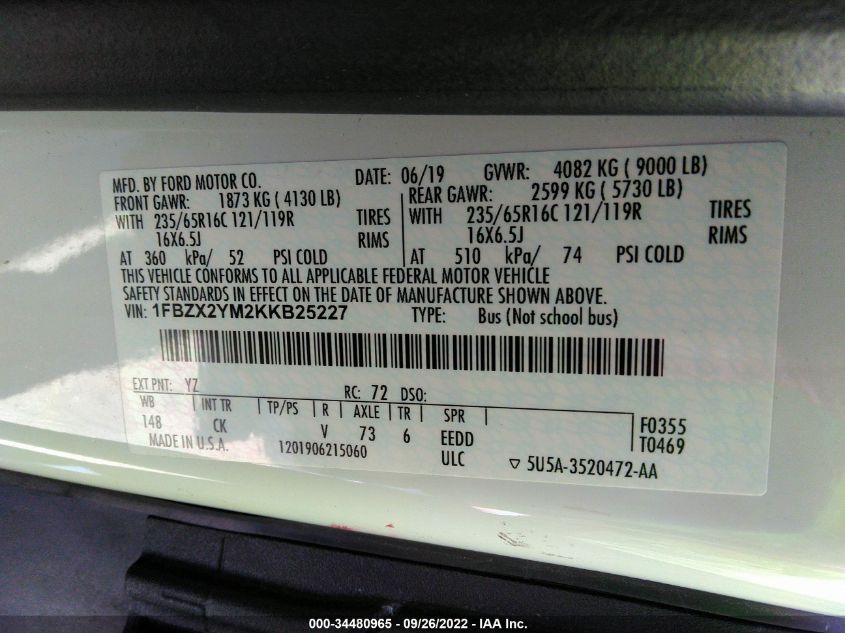 MFD. BY FORD MOTOR CO. DATE: 06/19 GVWR: 4082 KG ( 9000 LB)
FRONT GAWR: 1873 KG ( 4130 LB) REAR GAWR: 2599 KG ( 5730 LB)
WITH 235/65R16C 121/119R TIRES WITH 235/65R16C 121/119R TIRES
16X6.5J RIMS 16X6.5J RIMS
AT 360 kPa/ 52 PSI COLD AT 510 kPa/ 74 PSI COLD
THIS VEHICLE CONFORMS TO ALL APPLICABLE FEDERAL MOTOR VEHICLE
SAFETY STANDARDS IN EFFECT ON THE DATE OF MANUFACTURE SHOWN ABOVE.
VIN: 1FBZX2YM2KKB25227 TYPE: Bus (Not school bus)
EXT PNT: YZ RC: 72 DSO:
WB INT TR TP/PS R AXLE TR SPR F0355
148 CK V 73 6 EEDD T0469
MADE IN U.S.A. 1201906215060 ULC ▽ 5U5A-3520472-AA
000-34480965 - 09/26/2022 - IAA Inc.